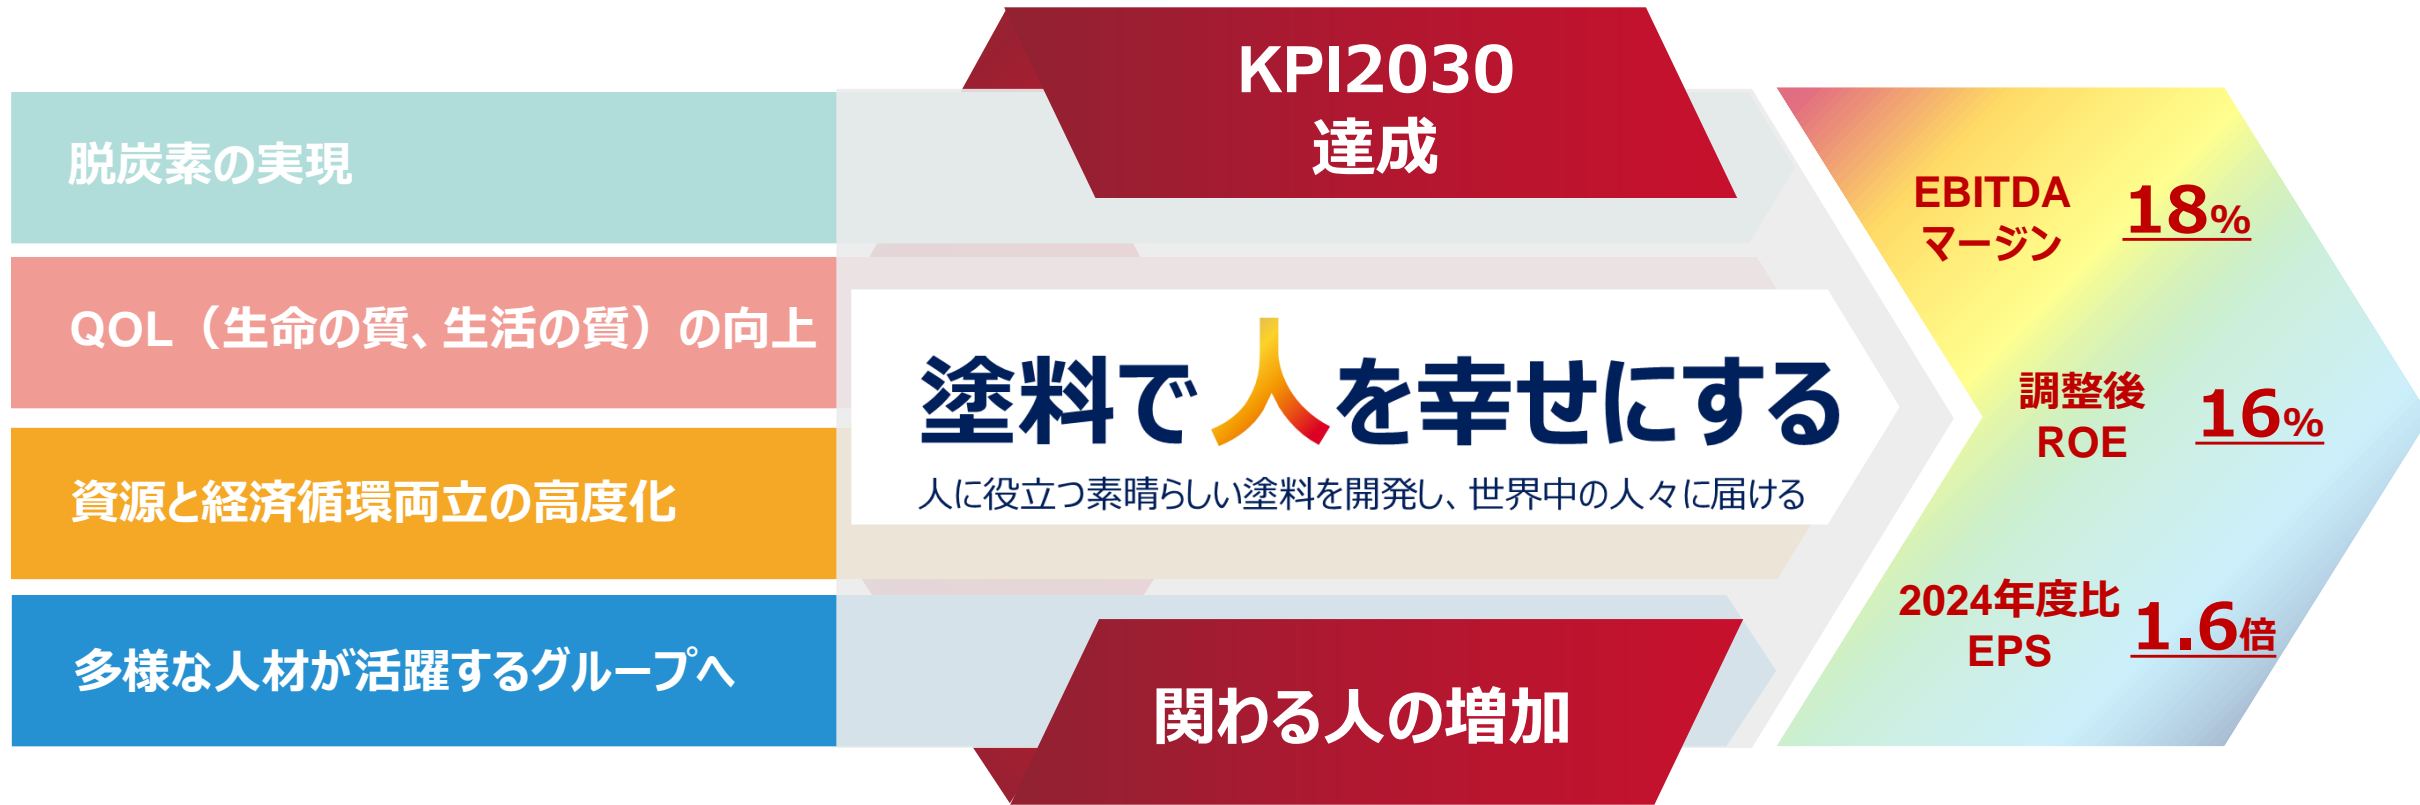 KPI2030
達成
脱炭素の実現
QOL（生命の質、生活の質）の向上
資源と経済循環両立の高度化
多様な人材が活躍するグループへ
塗料で人を幸せにする
人に役立つ素晴らしい塗料を開発し、世界中の人々に届ける
関わる人の増加
EBITDA
マージン
18%
調整後
ROE
16%
2024年度比
EPS
1.6倍